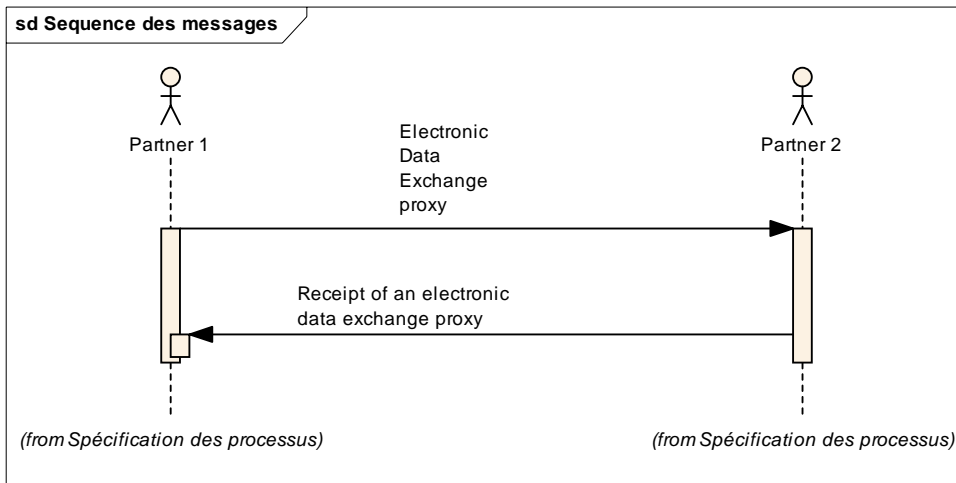 sd Sequence des messages
Partner 1
Partner 2
Electronic
Data
Exchange
proxy
Receipt of an electronic
data exchange proxy
(from Spécification des processus)
(from Spécification des processus)